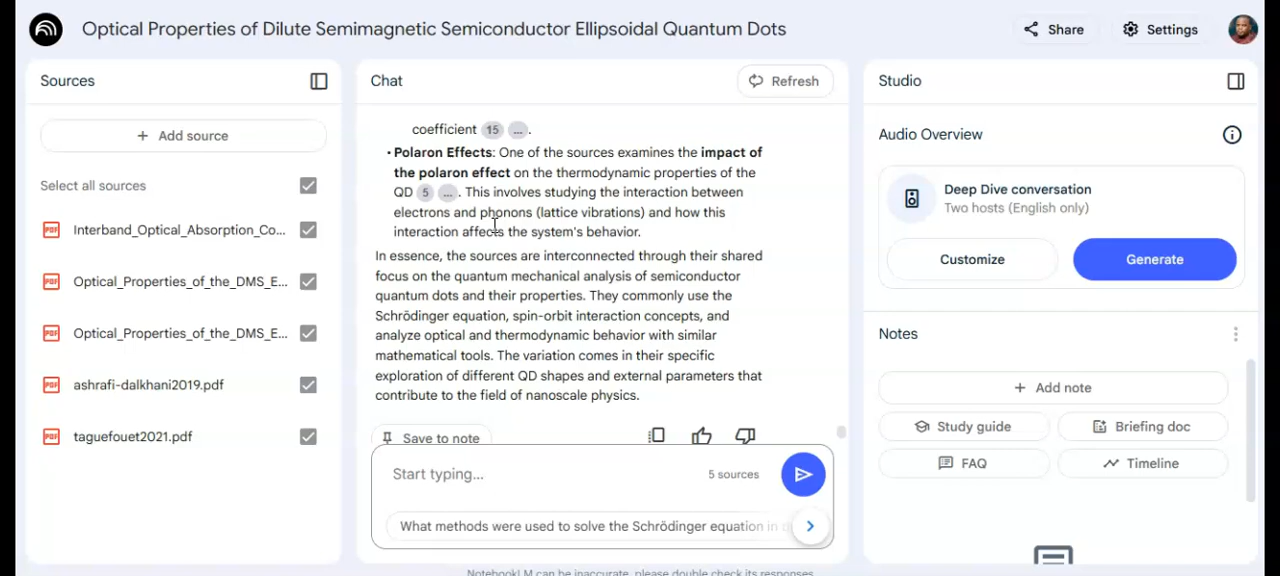 Optical Properties of Dilute Semimagnetic Semiconductor Ellipsoidal Quantum Dots
Share
Settings
Sources
Add source
Select all sources
Interband_Optical_Absorption_Co...
Optical_Properties_of_the_DMS_E...
Optical_Properties_of_the_DMS_E...
ashrafi-dalkhani2019.pdf
taguefouet2021.pdf
Chat
Refresh
coefficient 15 ... .
• Polaron Effects: One of the sources examines the impact of
the polaron effect on the thermodynamic properties of the
QD 5 ... . This involves studying the interaction between
electrons and phonons (lattice vibrations) and how this
interaction affects the system's behavior.
In essence, the sources are interconnected through their shared
focus on the quantum mechanical analysis of semiconductor
quantum dots and their properties. They commonly use the
Schrödinger equation, spin-orbit interaction concepts, and
analyze optical and thermodynamic behavior with similar
mathematical tools. The variation comes in their specific
exploration of different QD shapes and external parameters that
contribute to the field of nanoscale physics.
Save to note
Start typing...
5 sources
What methods were used to solve the Schrödinger equation in
NotebookLM can be inaccurate, please double check its responses.
Studio
Audio Overview
Deep Dive conversation
Two hosts (English only)
Customize
Generate
Notes
Add note
Study guide
Briefing doc
FAQ
Timeline